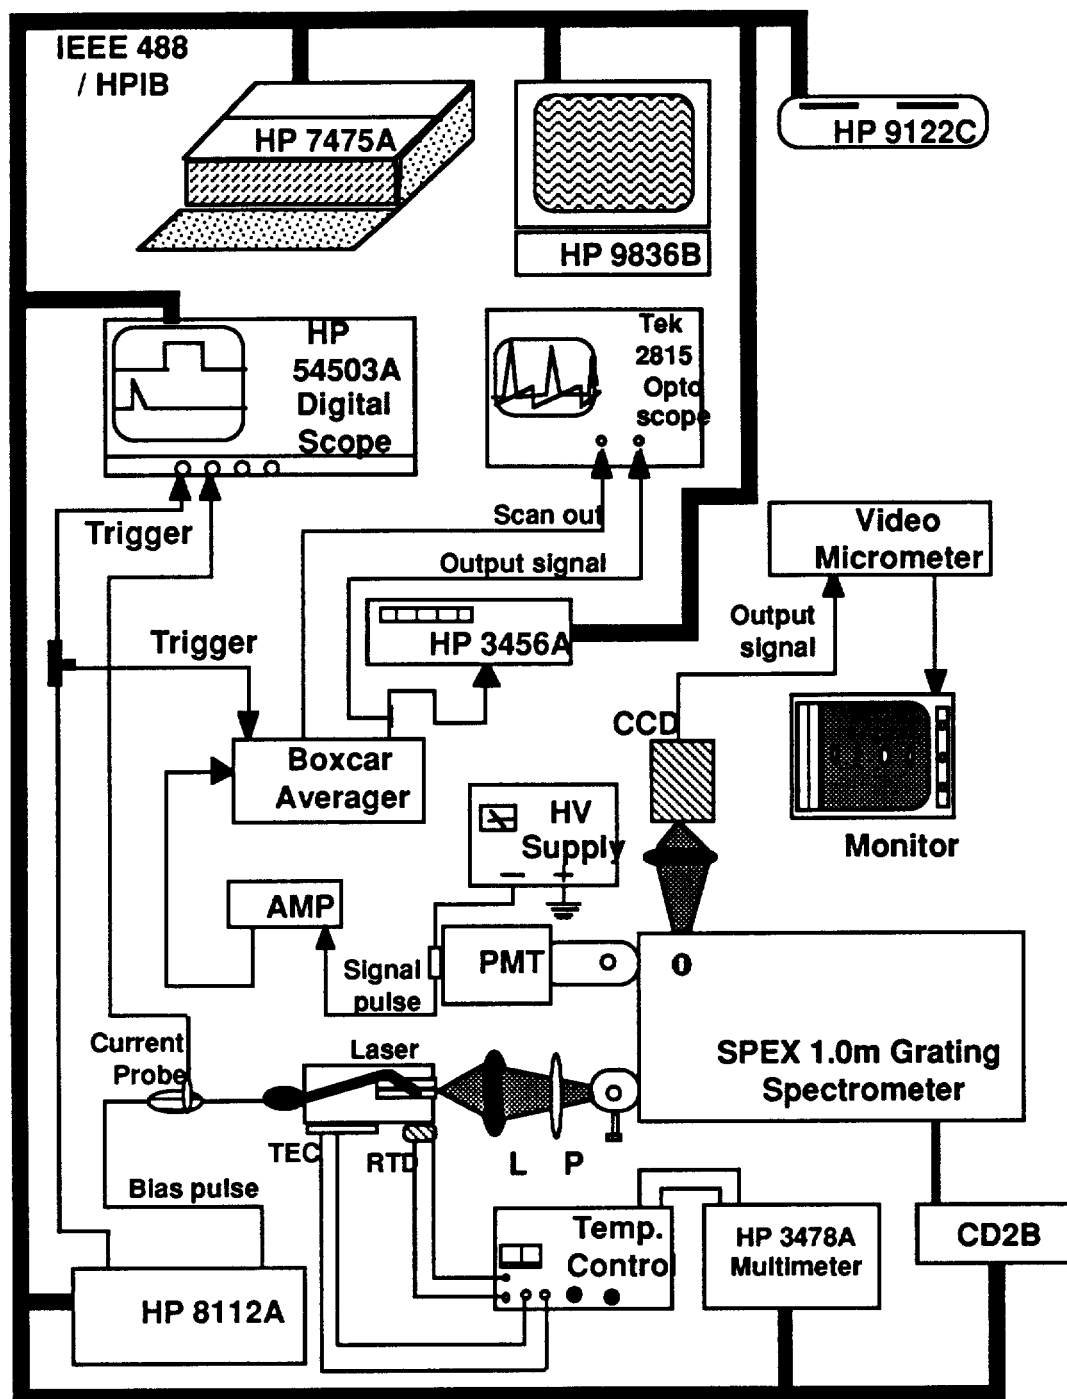 IEEE 488
/ HPIB
HP 7475A
HP 9836B
HP 9122C
HP
54503A
Digital
Scope
Tek
2815
Opto
scope
Trigger
Scan out
Output signal
Video
Micrometer
Trigger
HP 3456A
Output
signal
CCD
Boxcar
Averager
HV
Supply
Monitor
AMP
Signal
pulse
PMT
Current
Probe
Laser
SPEX 1.0m Grating
Spectrometer
TEC
RTD
L
P
Bias pulse
Temp.
Control
HP 3478A
Multimeter
CD2B
HP 8112A